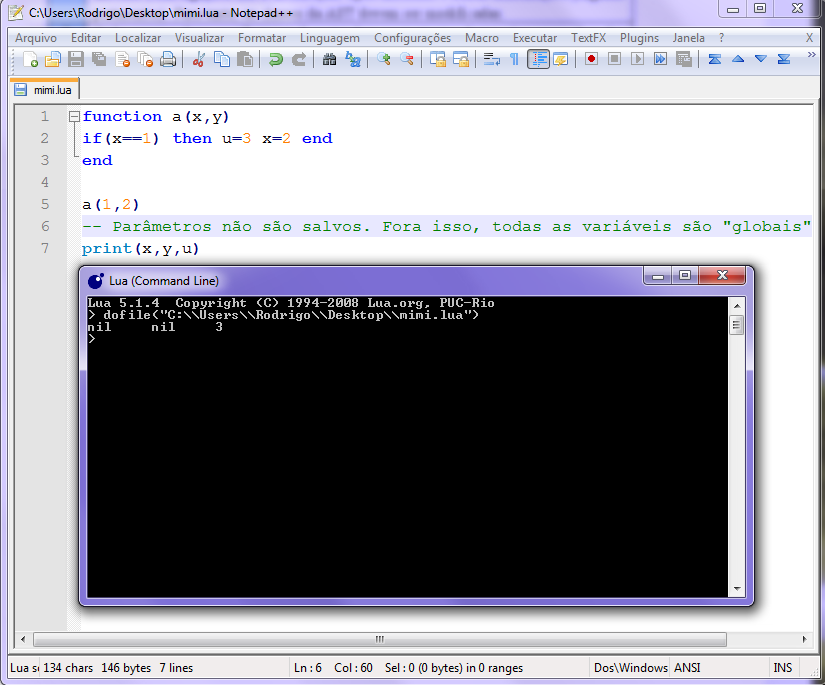 C:\Users\Rodrigo\Desktop\mimi.lua - Notepad++
Arquivo Editar Localizar Visualizar Formatar Linguagem Configurações Macro Executar TextFX Plugins Janela ? X
mimi.lua
1 function a(x,y)
2 if(x==1) then u=3 x=2 end
3 end
4
5 a(1,2)
6 -- Parâmetros não são salvos. Fora isso, todas as variáveis são "globais"
7 print(x,y,u)
Lua (Command Line)
Lua 5.1.4 Copyright (C) 1994-2008 Lua.org, PUC-Rio
> dofile("C:\\Users\\Rodrigo\\Desktop\\mimi.lua")
nil nil 3
>
Lua 134 chars 146 bytes 7 lines Ln : 6 Col : 60 Sel : 0 (0 bytes) in 0 ranges Dos\Windows ANSI INS